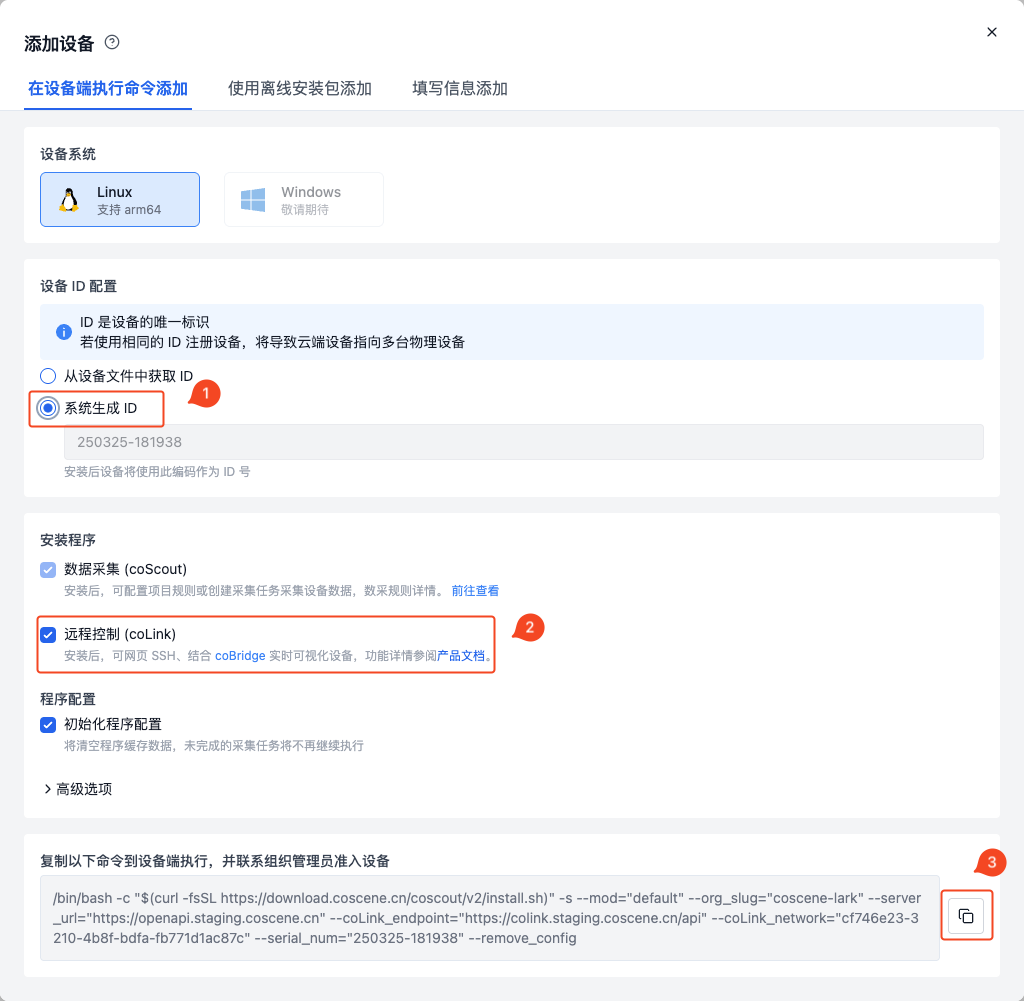 添加设备
在设备端执行命令添加 使用离线安装包添加 填写信息添加
设备系统
Linux
支持 arm64
Windows
敬请期待
设备 ID 配置
ID 是设备的唯一标识
若使用相同的 ID 注册设备，将导致云端设备指向多台物理设备
从设备文件中获取 ID
1
系统生成 ID
250325-181938
安装后设备将使用此编码作为 ID 号
安装程序
数据采集 (coScout)
安装后，可配置项目规则或创建采集任务采集设备数据，数采规则详情。 前往查看
2
远程控制 (coLink)
安装后，可网页 SSH、结合 coBridge 实时可视化设备，功能详情参阅产品文档。
程序配置
初始化程序配置
将清空程序缓存数据，未完成的采集任务将不再继续执行
高级选项
复制以下命令到设备端执行，并联系组织管理员准入设备
3
/bin/bash -c "$(curl -fsSL https://download.coscene.cn/coscout/v2/install.sh)" -s --mod="default" --org_slug="coscene-lark" --server
_url="https://openapi.staging.coscene.cn" --coLink_endpoint="https://colink.staging.coscene.cn/api" --coLink_network="cf746e23-3
210-4b8f-bdfa-fb771d1ac87c" --serial_num="250325-181938" --remove_config